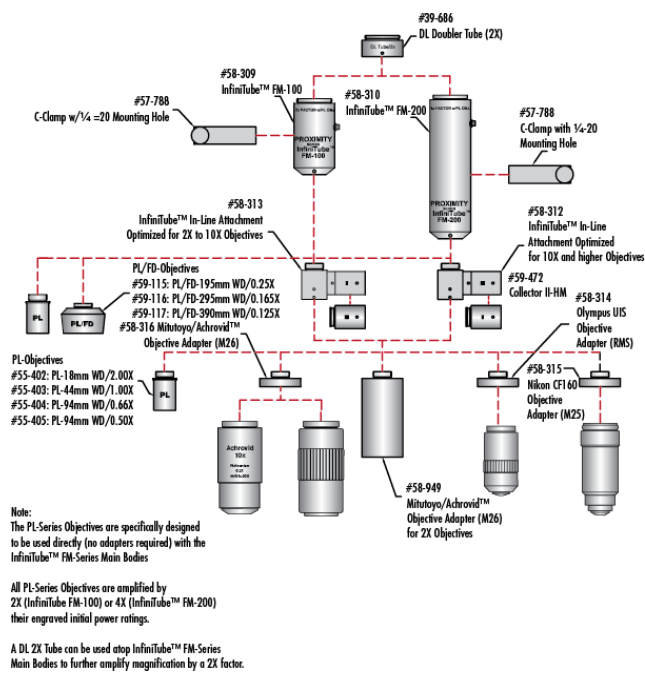 #39-686
DL Doubler Tube (2X)
DL Tube/2x
#58-309
InfiniTube™ FM-100
#58-310
InfiniTube™ FM-200
#57-788
C-Clamp w/¼ =20 Mounting Hole
#57-788
C-Clamp with ¼-20
Mounting Hole
PROXIMITY
InfiniTube™
FM-100
PROXIMITY
InfiniTube™
FM-200
#58-313
InfiniTube™ In-Line Attachment
Optimized for 2X to 10X Objectives
#58-312
InfiniTube™ In-Line
Attachment Optimized
for 10X and higher Objectives
#59-472
Collector II-HM
PL
PL/FD
PL/FD-Objectives
#59-115: PL/FD-195mm WD/0.25X
#59-116: PL/FD-295mm WD/0.165X
#59-117: PL/FD-390mm WD/0.125X
#58-316 Mitutoyo/Achrovid™
Objective Adapter (M26)
#58-314
Olympus UIS
Objective
Adapter (RMS)
#58-315
Nikon CF160
Objective
Adapter (M25)
PL-Objectives
#55-402: PL-18mm WD/2.00X
#55-403: PL-44mm WD/1.00X
#55-404: PL-94mm WD/0.66X
#55-405: PL-94mm WD/0.50X
PL
Achrovid
10x
#58-949
Mitutoyo/Achrovid™
Objective Adapter (M26)
for 2X Objectives
Note:
The PL-Series Objectives are specifically designed
to be used directly (no adapters required) with the
InfiniTube™ FM-Series Main Bodies
All PL-Series Objectives are amplified by
2X (InfiniTube FM-100) or 4X (InfiniTube™ FM-200)
their engraved initial power ratings.
A DL 2X Tube can be used atop InfiniTube™ FM-Series
Main Bodies to further amplify magnification by a 2X factor.